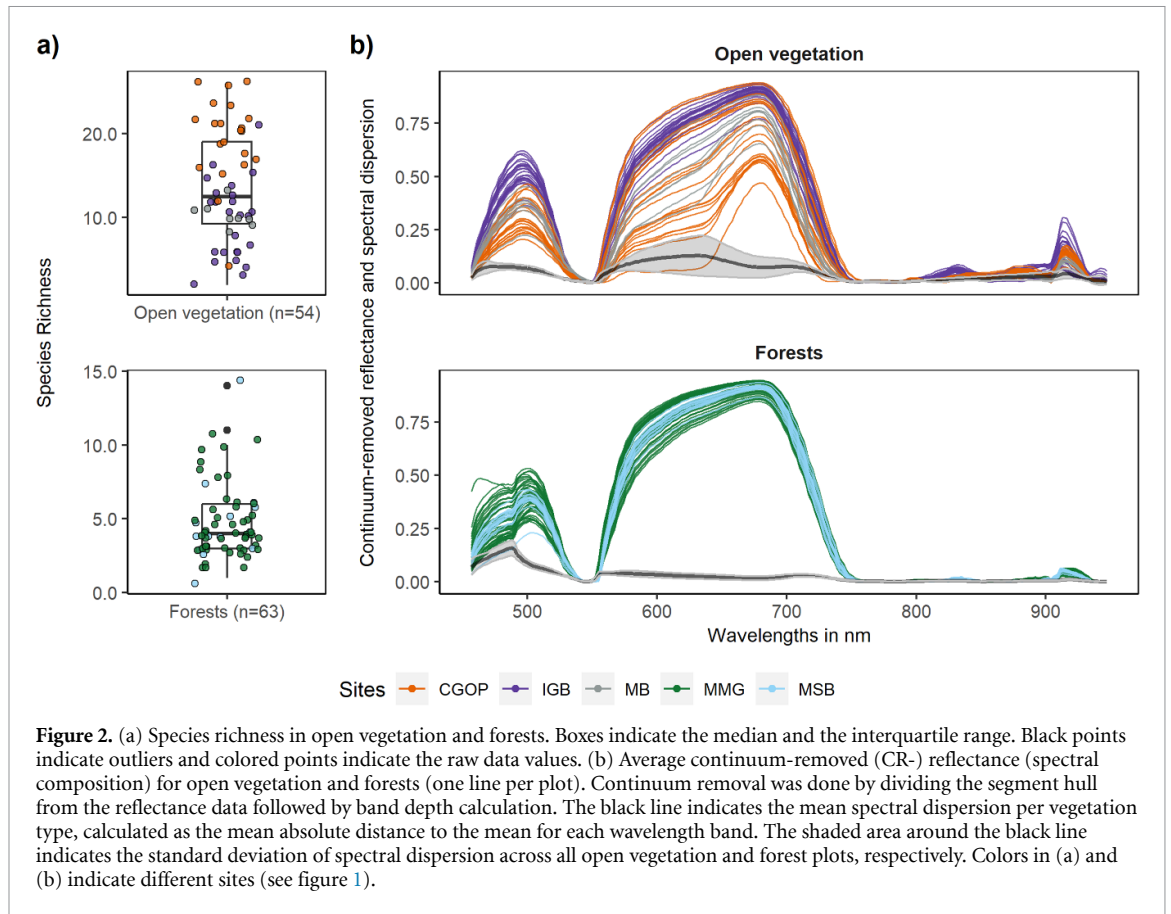 a)
b)
Open vegetation
Species Richness
20.0
10.0
Open vegetation (n=54)
15.0
10.0
5.0
0.0
Forests (n=63)
Continuum-removed reflectance and spectral dispersion
0.75
0.50
0.25
0.00
Forests
0.75
0.50
0.25
0.00
500
600
700
800
900
Wavelengths in nm
Sites CGOP IGB MB MMG MSB
Figure 2. (a) Species richness in open vegetation and forests. Boxes indicate the median and the interquartile range. Black points
indicate outliers and colored points indicate the raw data values. (b) Average continuum-removed (CR-) reflectance (spectral
composition) for open vegetation and forests (one line per plot). Continuum removal was done by dividing the segment hull
from the reflectance data followed by band depth calculation. The black line indicates the mean spectral dispersion per vegetation
type, calculated as the mean absolute distance to the mean for each wavelength band. The shaded area around the black line
indicates the standard deviation of spectral dispersion across all open vegetation and forest plots, respectively. Colors in (a) and
(b) indicate different sites (see figure 1).